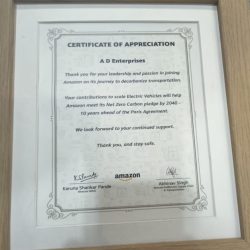 CERTIFICATE OF APPRECIATION
A D Enterprises
Thank you for your leadership and passion in joining
Amazon on its journey to decarbonize transportation.
Your contributions to scale Electric Vehicles will help
Amazon meet its Net Zero Carbon pledge by 2040 -
10 years ahead of the Paris Agreement.
We look forward to your continued support.
Thank you, and stay safe.
amazon
Karuna Shankar Pande
Abhinav Singh